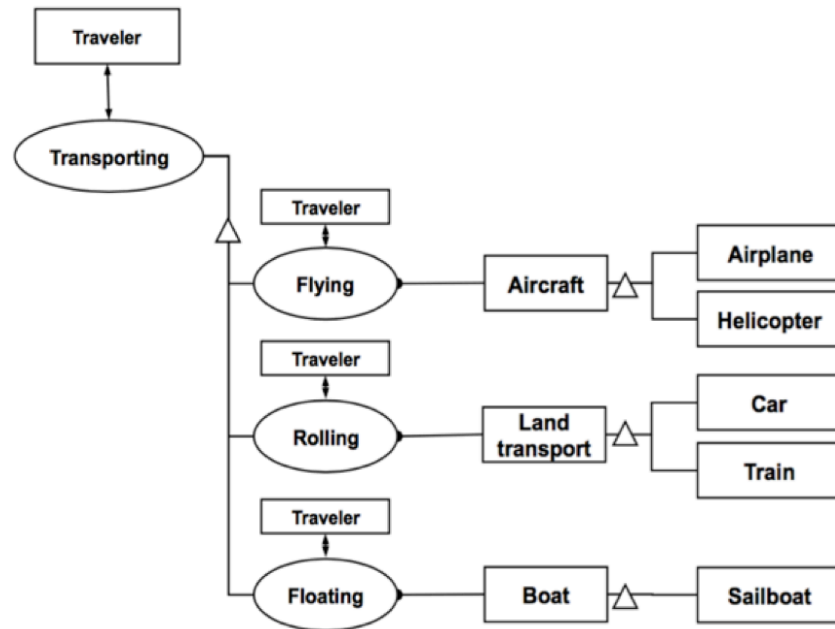 Traveler
Transporting
Traveler
Flying
Aircraft
Airplane
Helicopter
Traveler
Rolling
Land
transport
Car
Train
Traveler
Floating
Boat
Sailboat